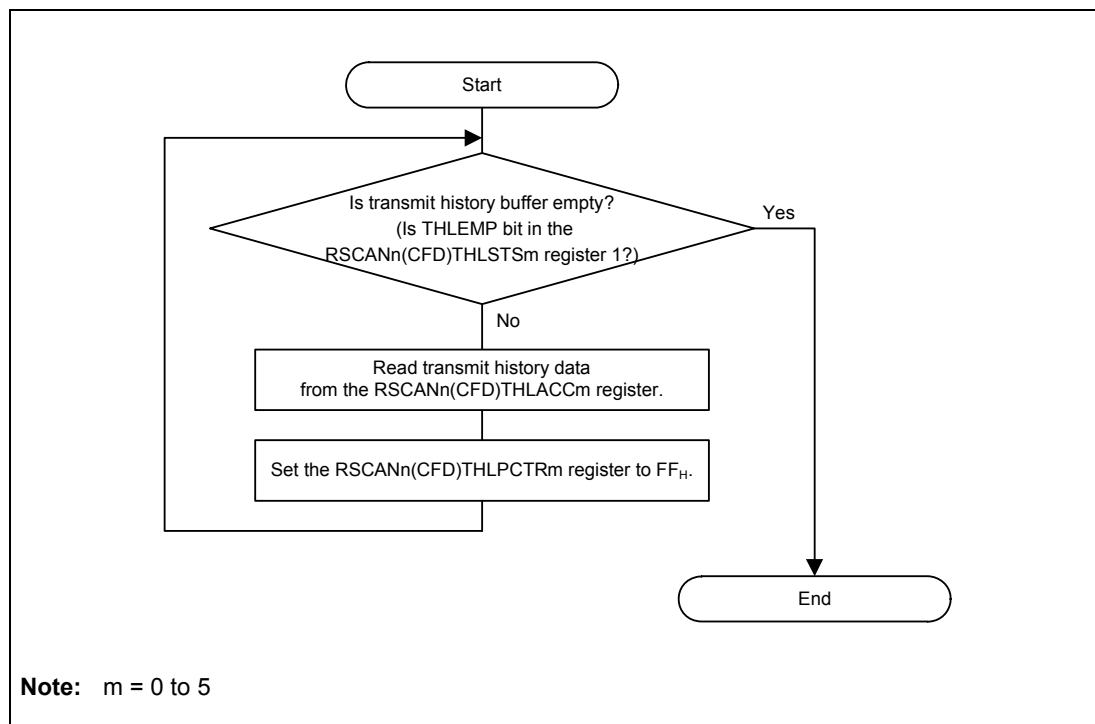 Start
Is transmit history buffer empty?
(Is THLEMP bit in the
RSCANn(CFD)THLSTSm register 1?)
Yes
No
Read transmit history data
from the RSCANn(CFD)THLACCm register.
Set the RSCANn(CFD)THLPCTRm register to FFH.
End
Note: m = 0 to 5